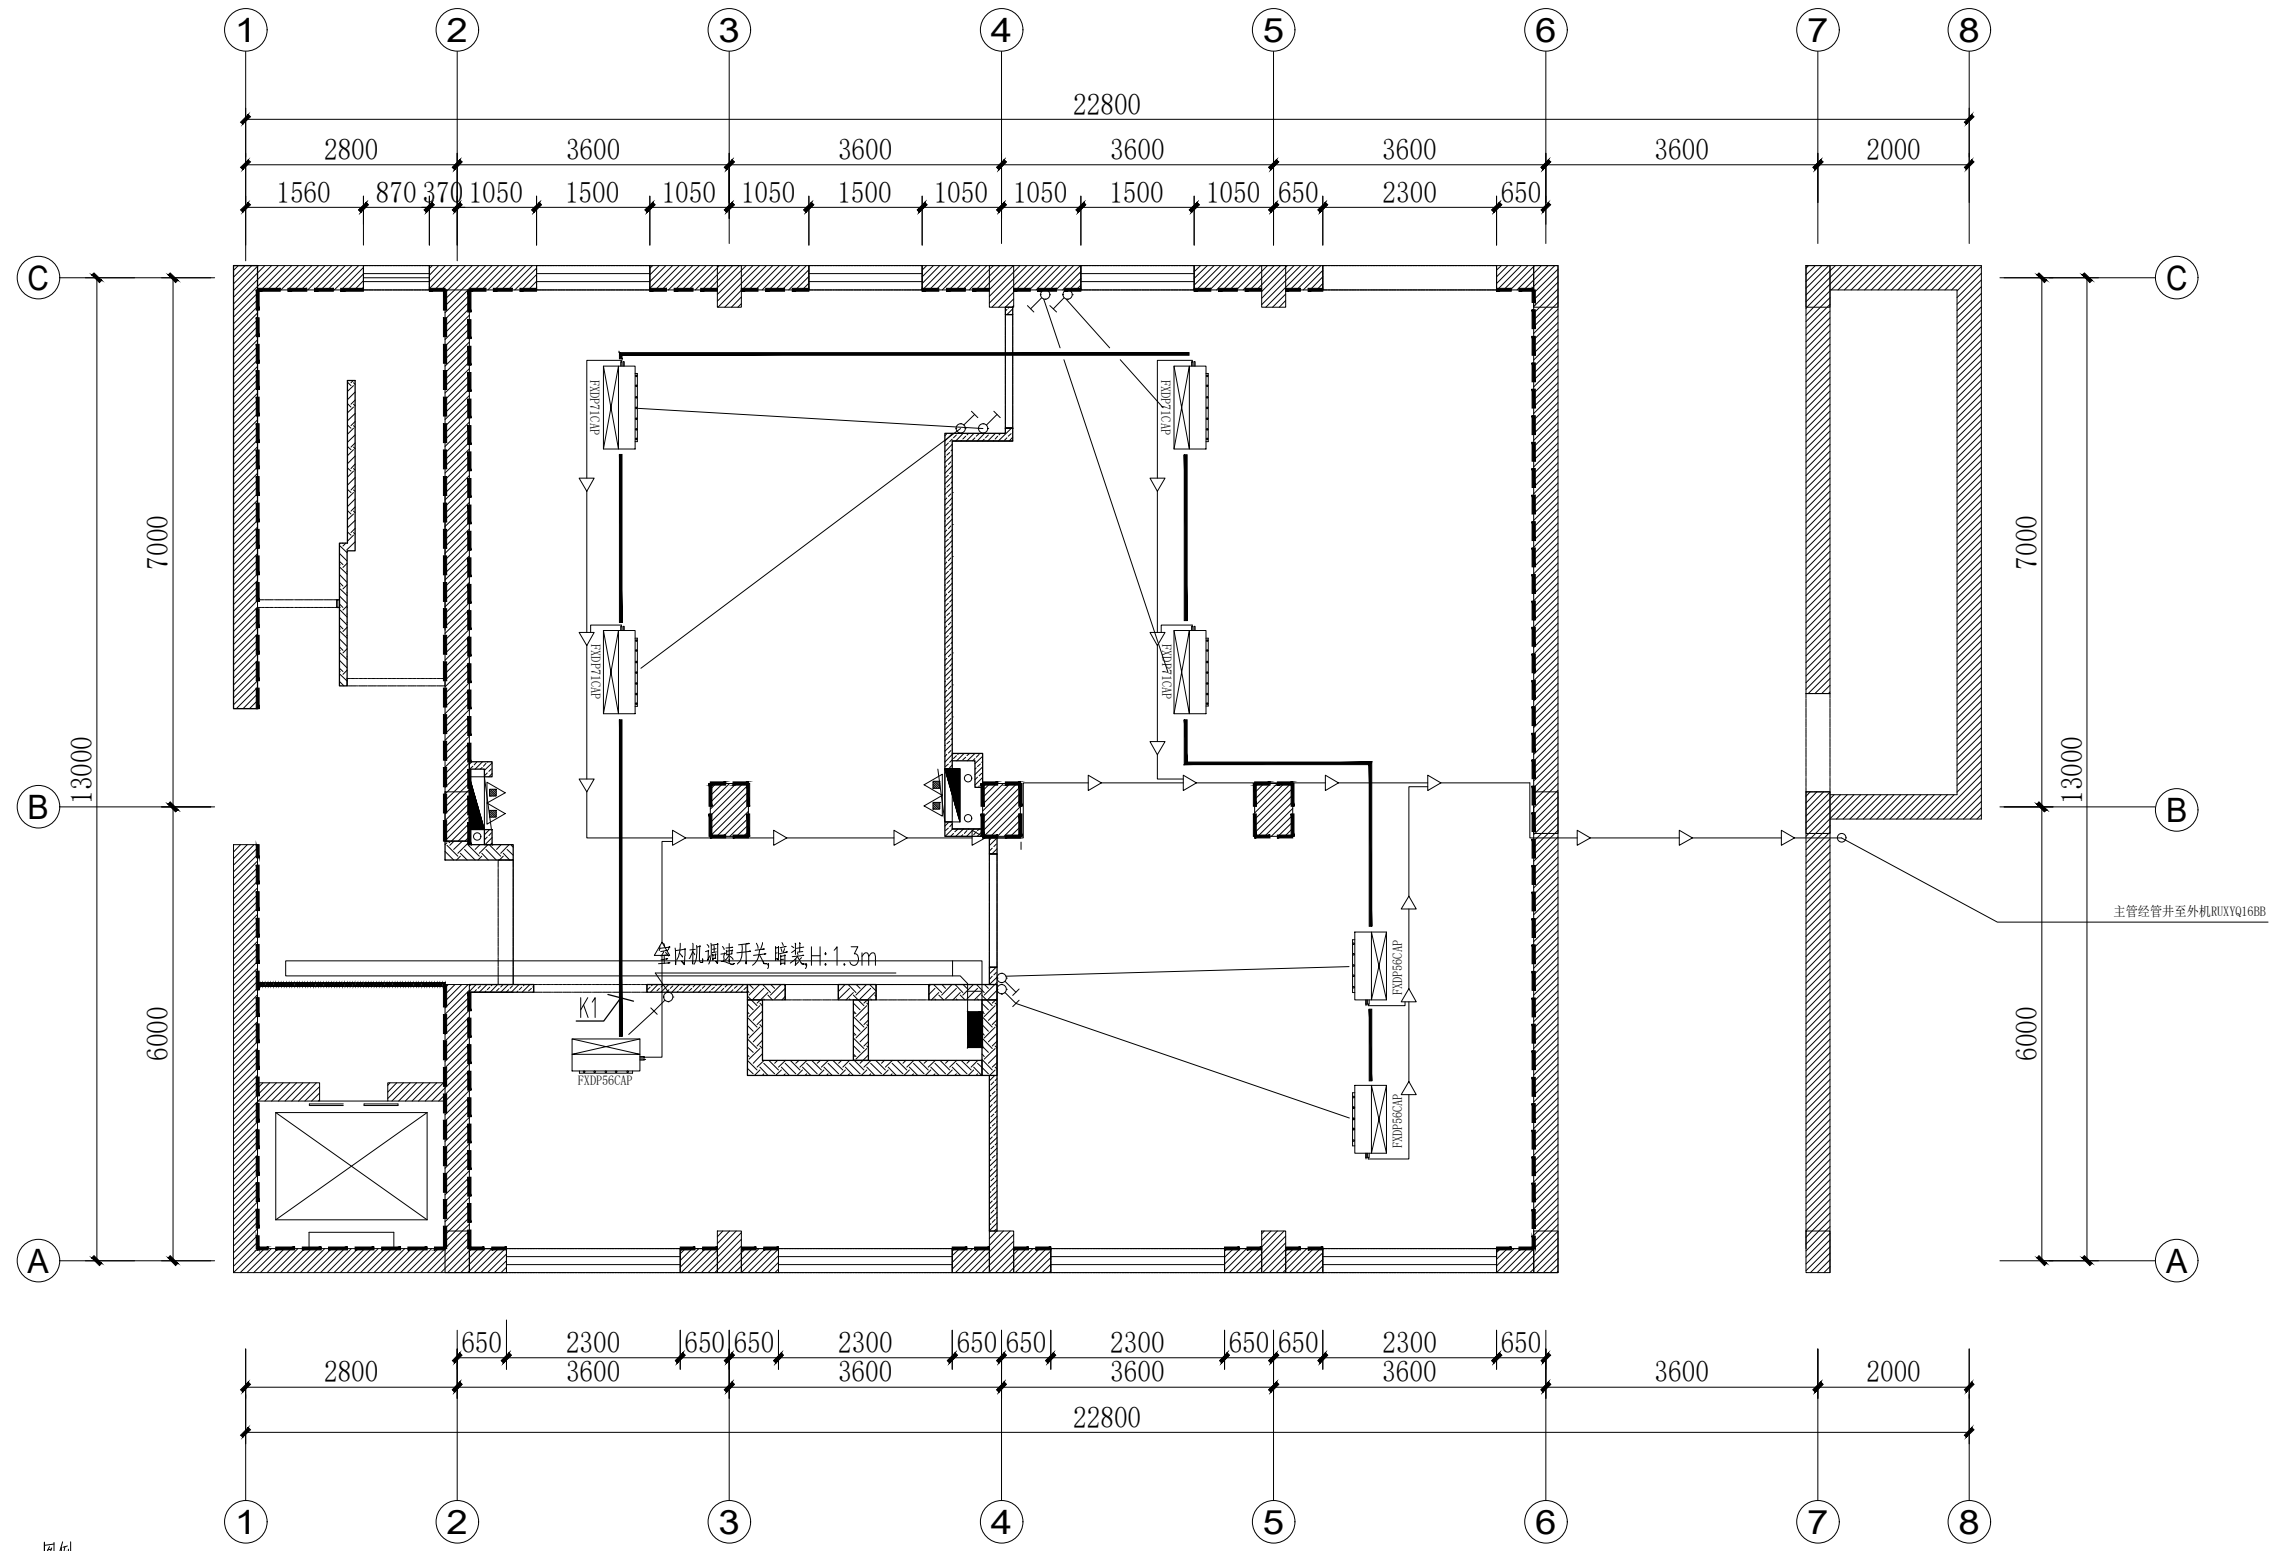 1 2 3 4 5 6 7 8
22800
2800 3600 3600 3600 3600 3600 2000
1560 870 370 1050 1500 1050 1050 1500 1050 1050 1500 1050 650 2300 650
C C
FXDP71CAP FXDP71CAP
7000 7000
FXDP71CAP FXDP71CAP
13000 13000
B B
主管经管井至外机RUXYQ16BB
室内机调速开关,暗装,H:1.3m
FXDP56CAP
K1
6000 6000
FXDP56CAP
FXDP56CAP
A A
650 2300 650 650 2300 650 650 2300 650 650 2300 650
2800 3600 3600 3600 3600 3600 2000
22800
1 2 3 4 5 6 7 8
图例